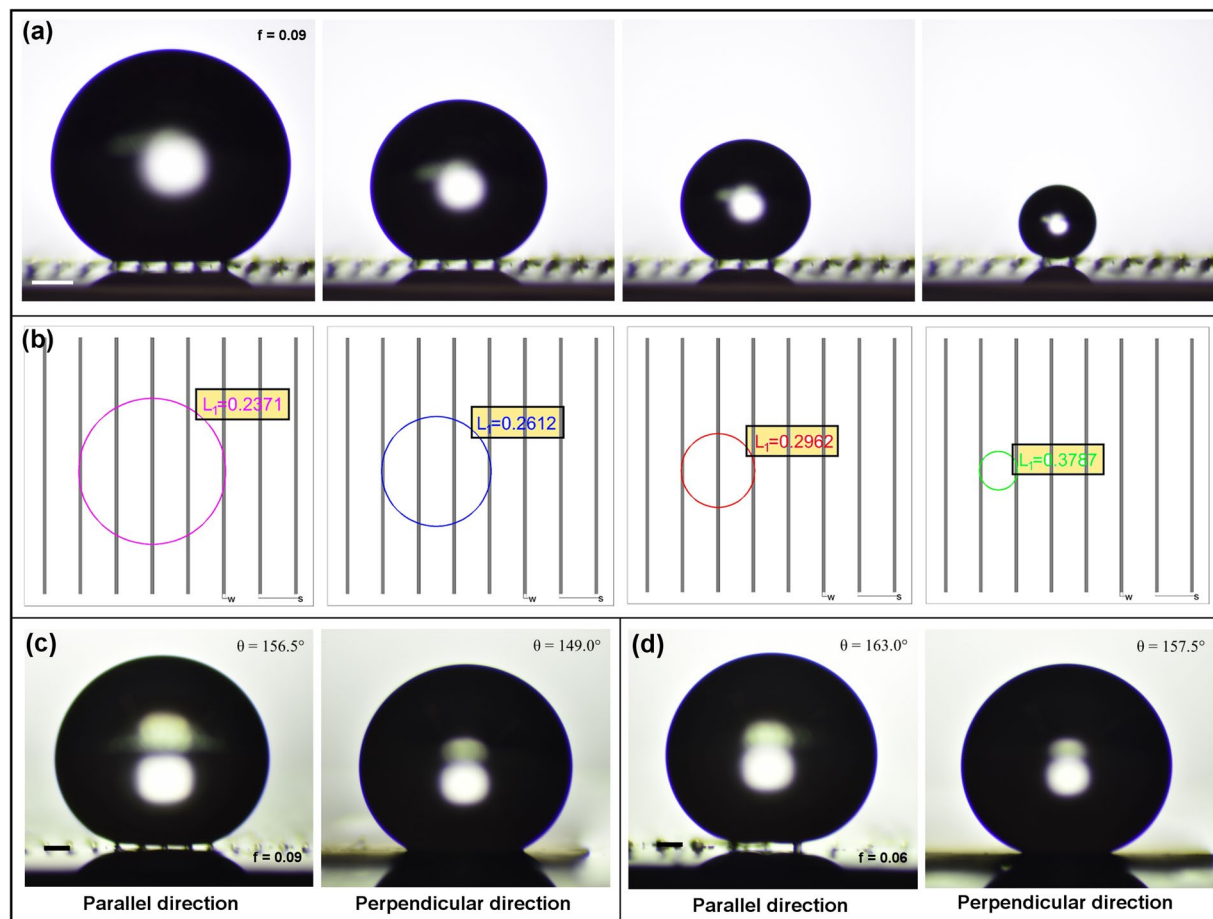 (a)
f = 0.09
(b)
L₁=0.2371
L₁=0.2612
L₁=0.2962
L₁=0.3787
w s
w s
w s
w s
(c)
θ = 156.5°
θ = 149.0°
(d)
θ = 163.0°
θ = 157.5°
f = 0.09
f = 0.06
Parallel direction
Perpendicular direction
Parallel direction
Perpendicular direction